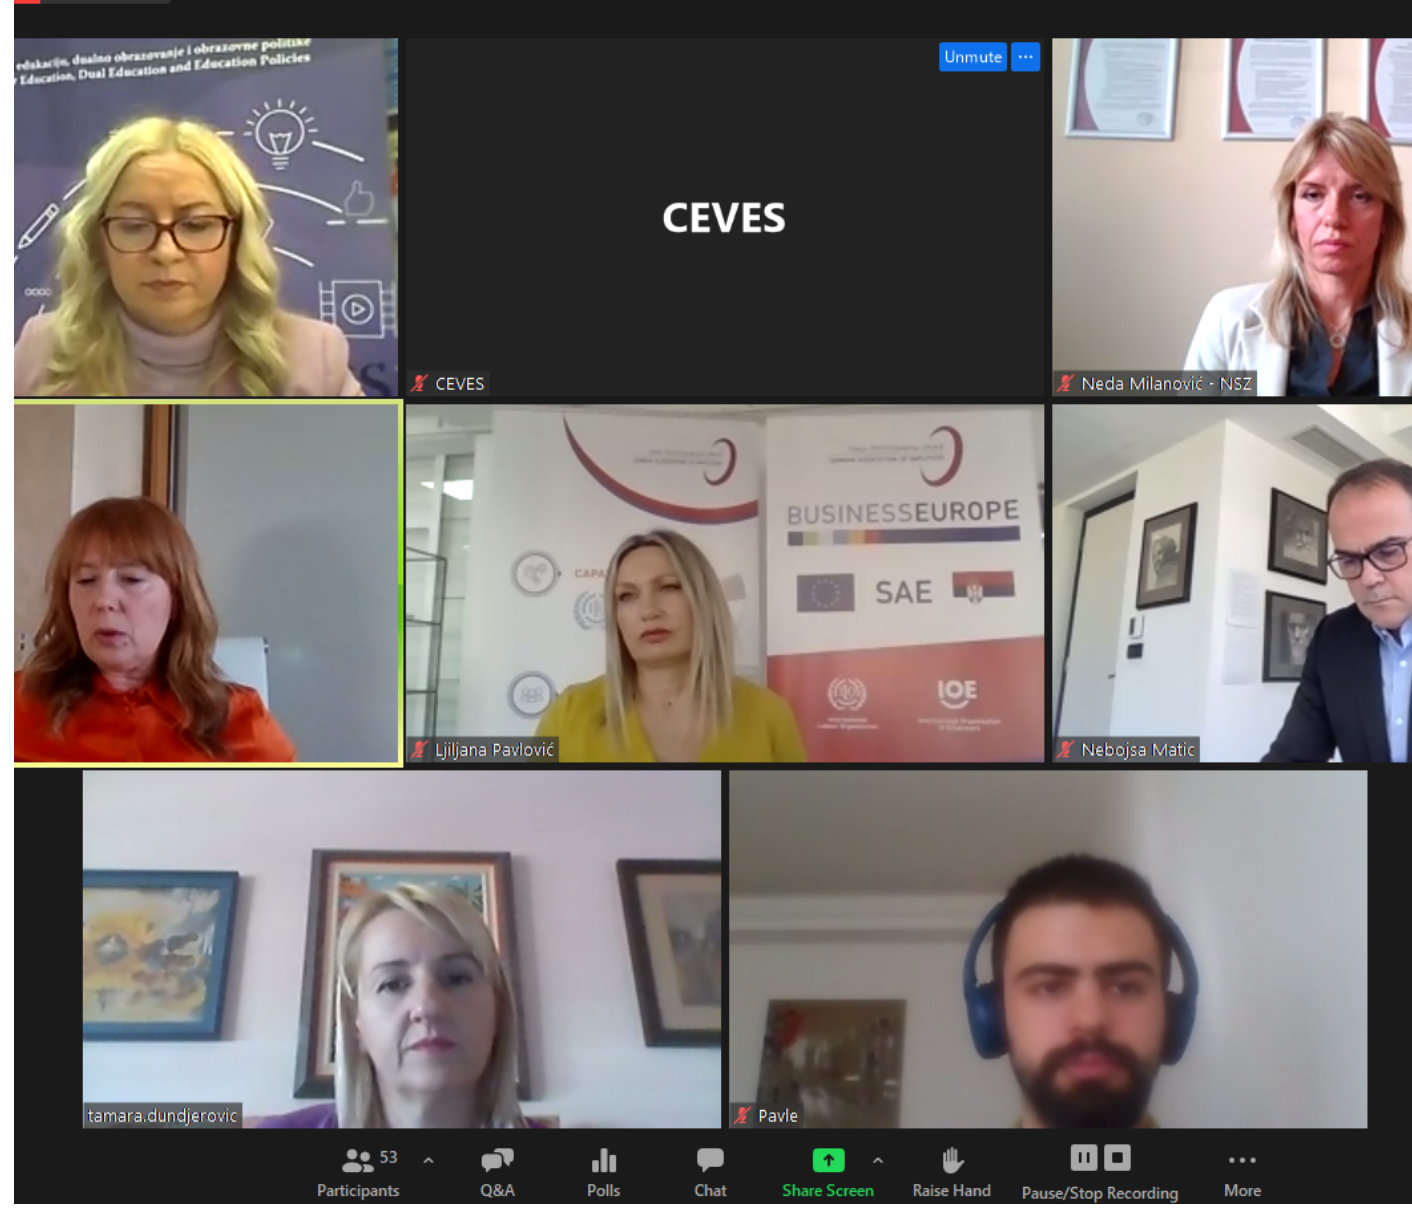 edukaciju, dualno obrazovanje i obrazovne politike
Education, Dual Education and Education Policies
Unmute
CEVES
CEVES
Neda Milanović - NSZ
BUSINESSEUROPE
SAE
IOE
Ljiljana Pavlović
Nebojsa Matic
tamara.dundjerovic
Pavle
53
Participants
Q&A
Polls
Chat
Share Screen
Raise Hand
Pause/Stop Recording
More